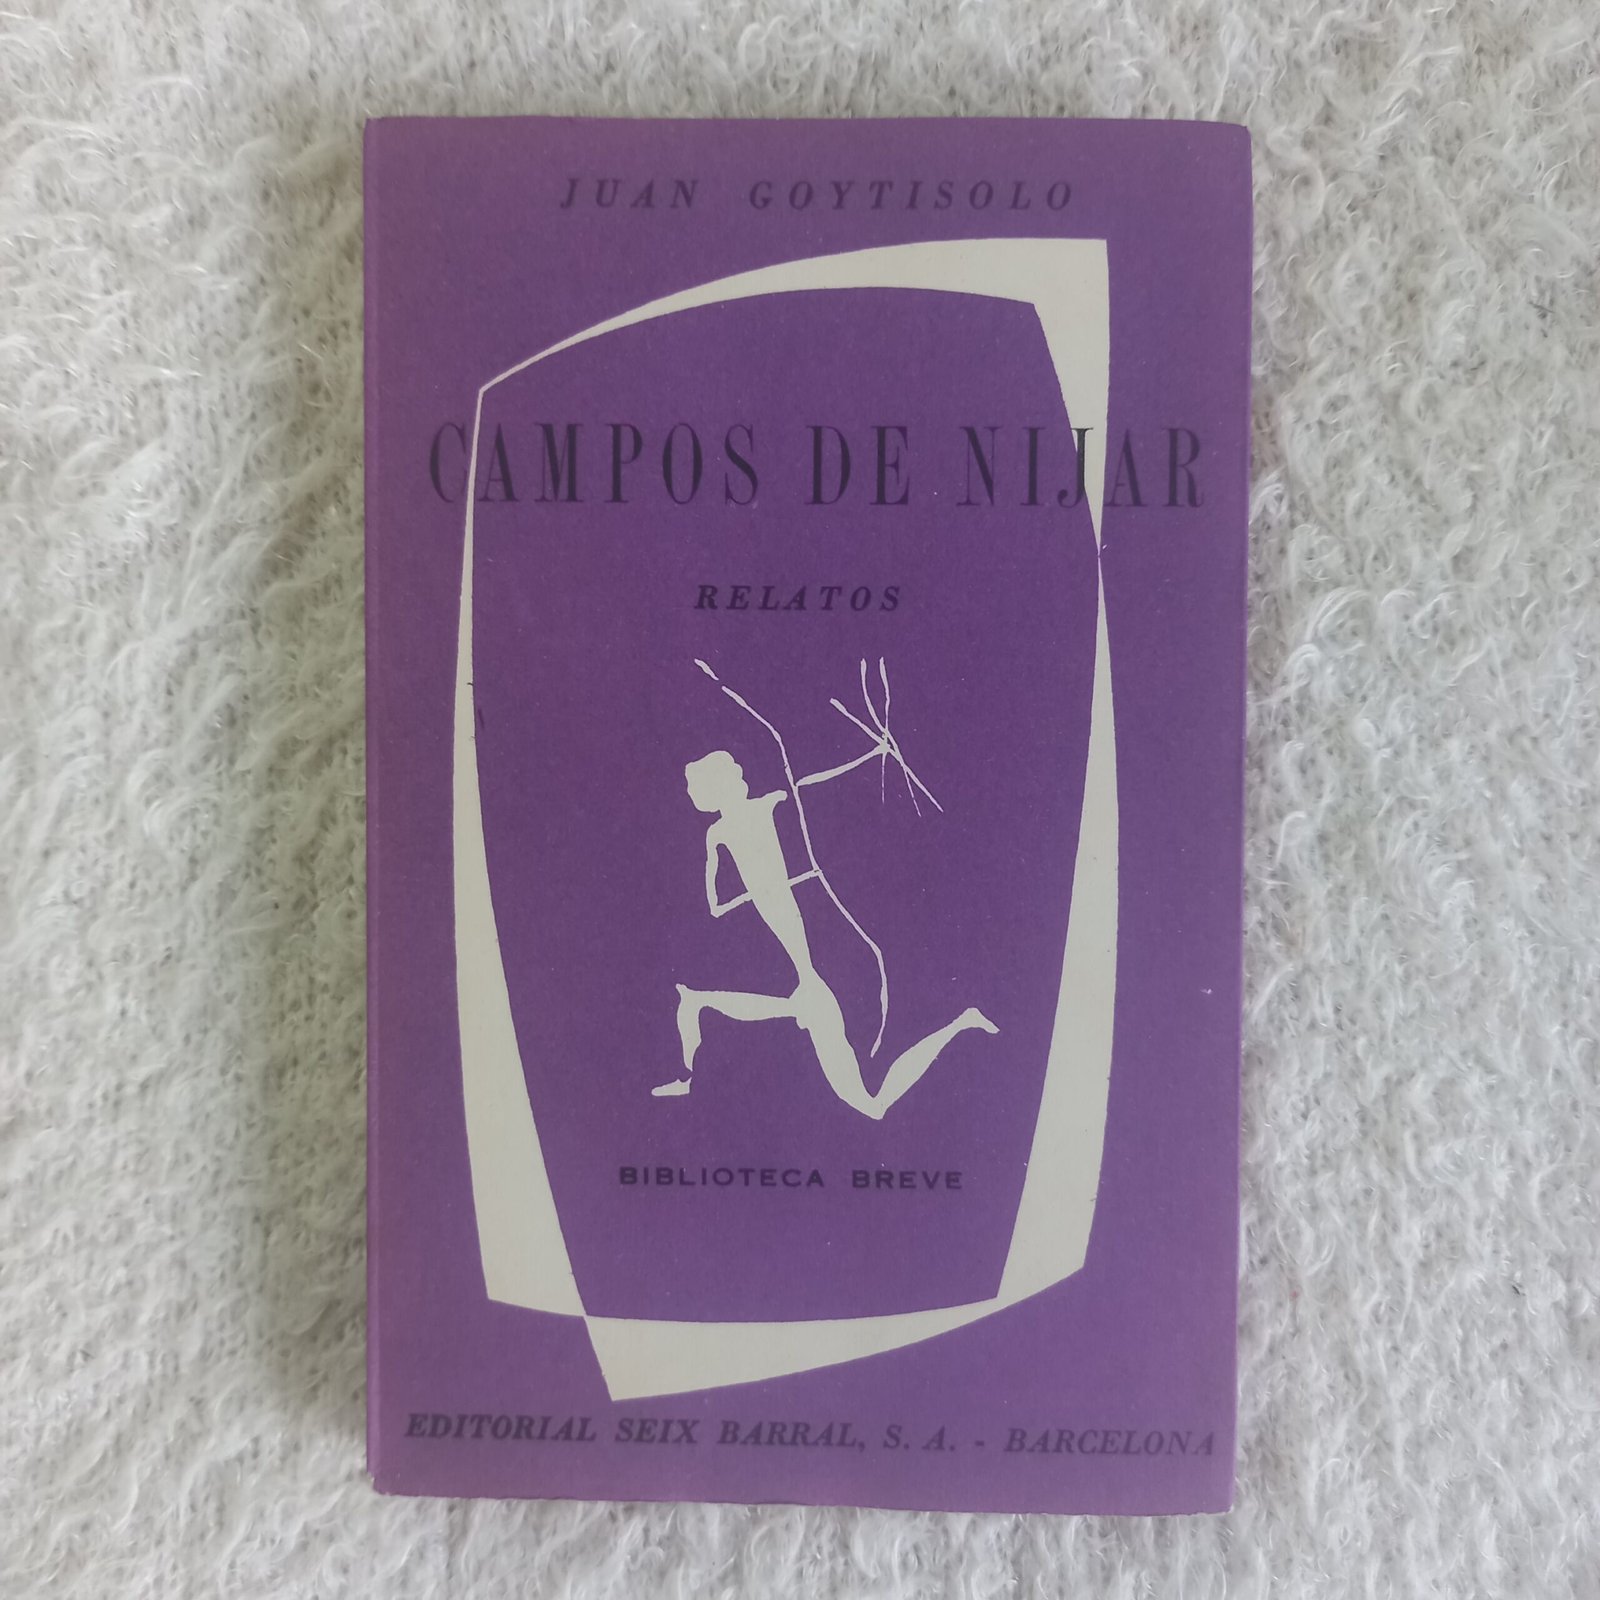 JUAN GOYTISOLO
CAMPOS DE NIJAR
RELATOS
BIBLIOTECA BREVE
EDITORIAL SEIX BARRAL, S. A. - BARCELONA